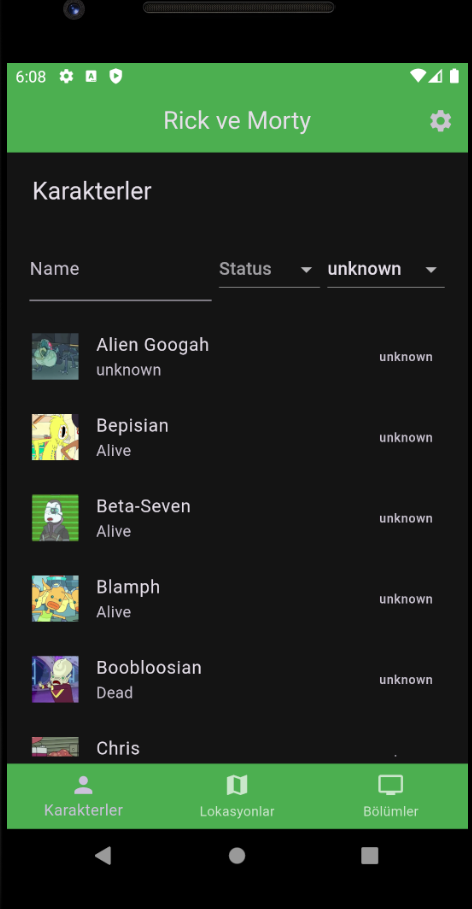 6:08
Rick ve Morty
Karakterler
Name Status unknown
Alien Googah
unknown
unknown
Bepisian
Alive
unknown
Beta-Seven
Alive
unknown
Blamph
Alive
unknown
Boobloosian
Dead
unknown
Chris
Karakterler Lokasyonlar Bölümler